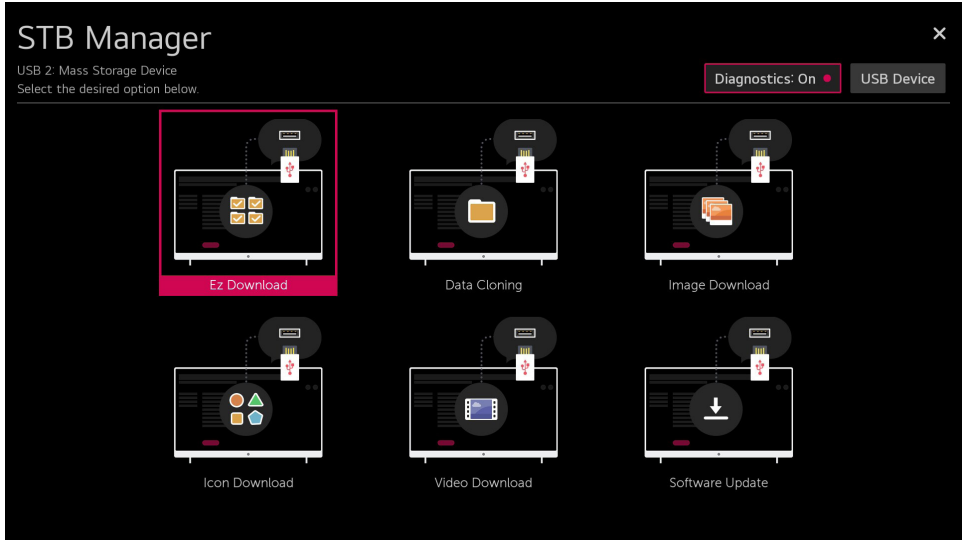 STB Manager
USB 2: Mass Storage Device
Select the desired option below.
Diagnostics: On
USB Device
Ez Download
Data Cloning
Image Download
Icon Download
Video Download
Software Update